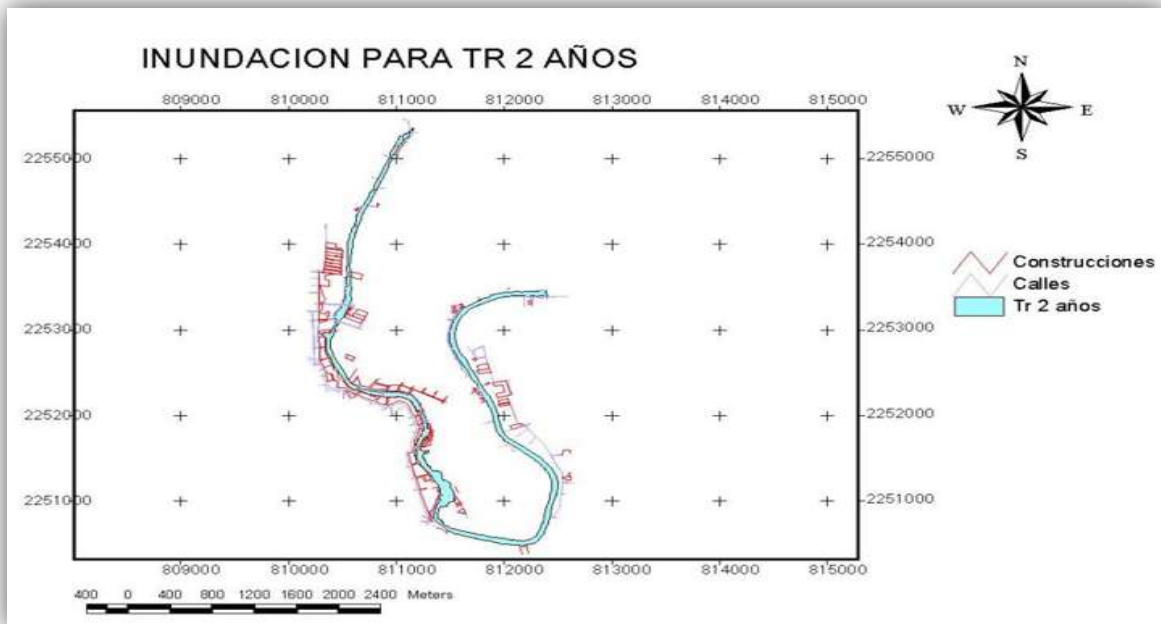 INUNDACION PARA TR 2 AÑOS
N
W E
S
809000 810000 811000 812000 813000 814000 815000
2255000 2255000
2254000 2254000
2253000 2253000
2252000 2252000
2251000 2251000
809000 810000 811000 812000 813000 814000 815000
Construcciones
Calles
Tr 2 años
400 0 400 800 1200 1600 2000 2400 Meters